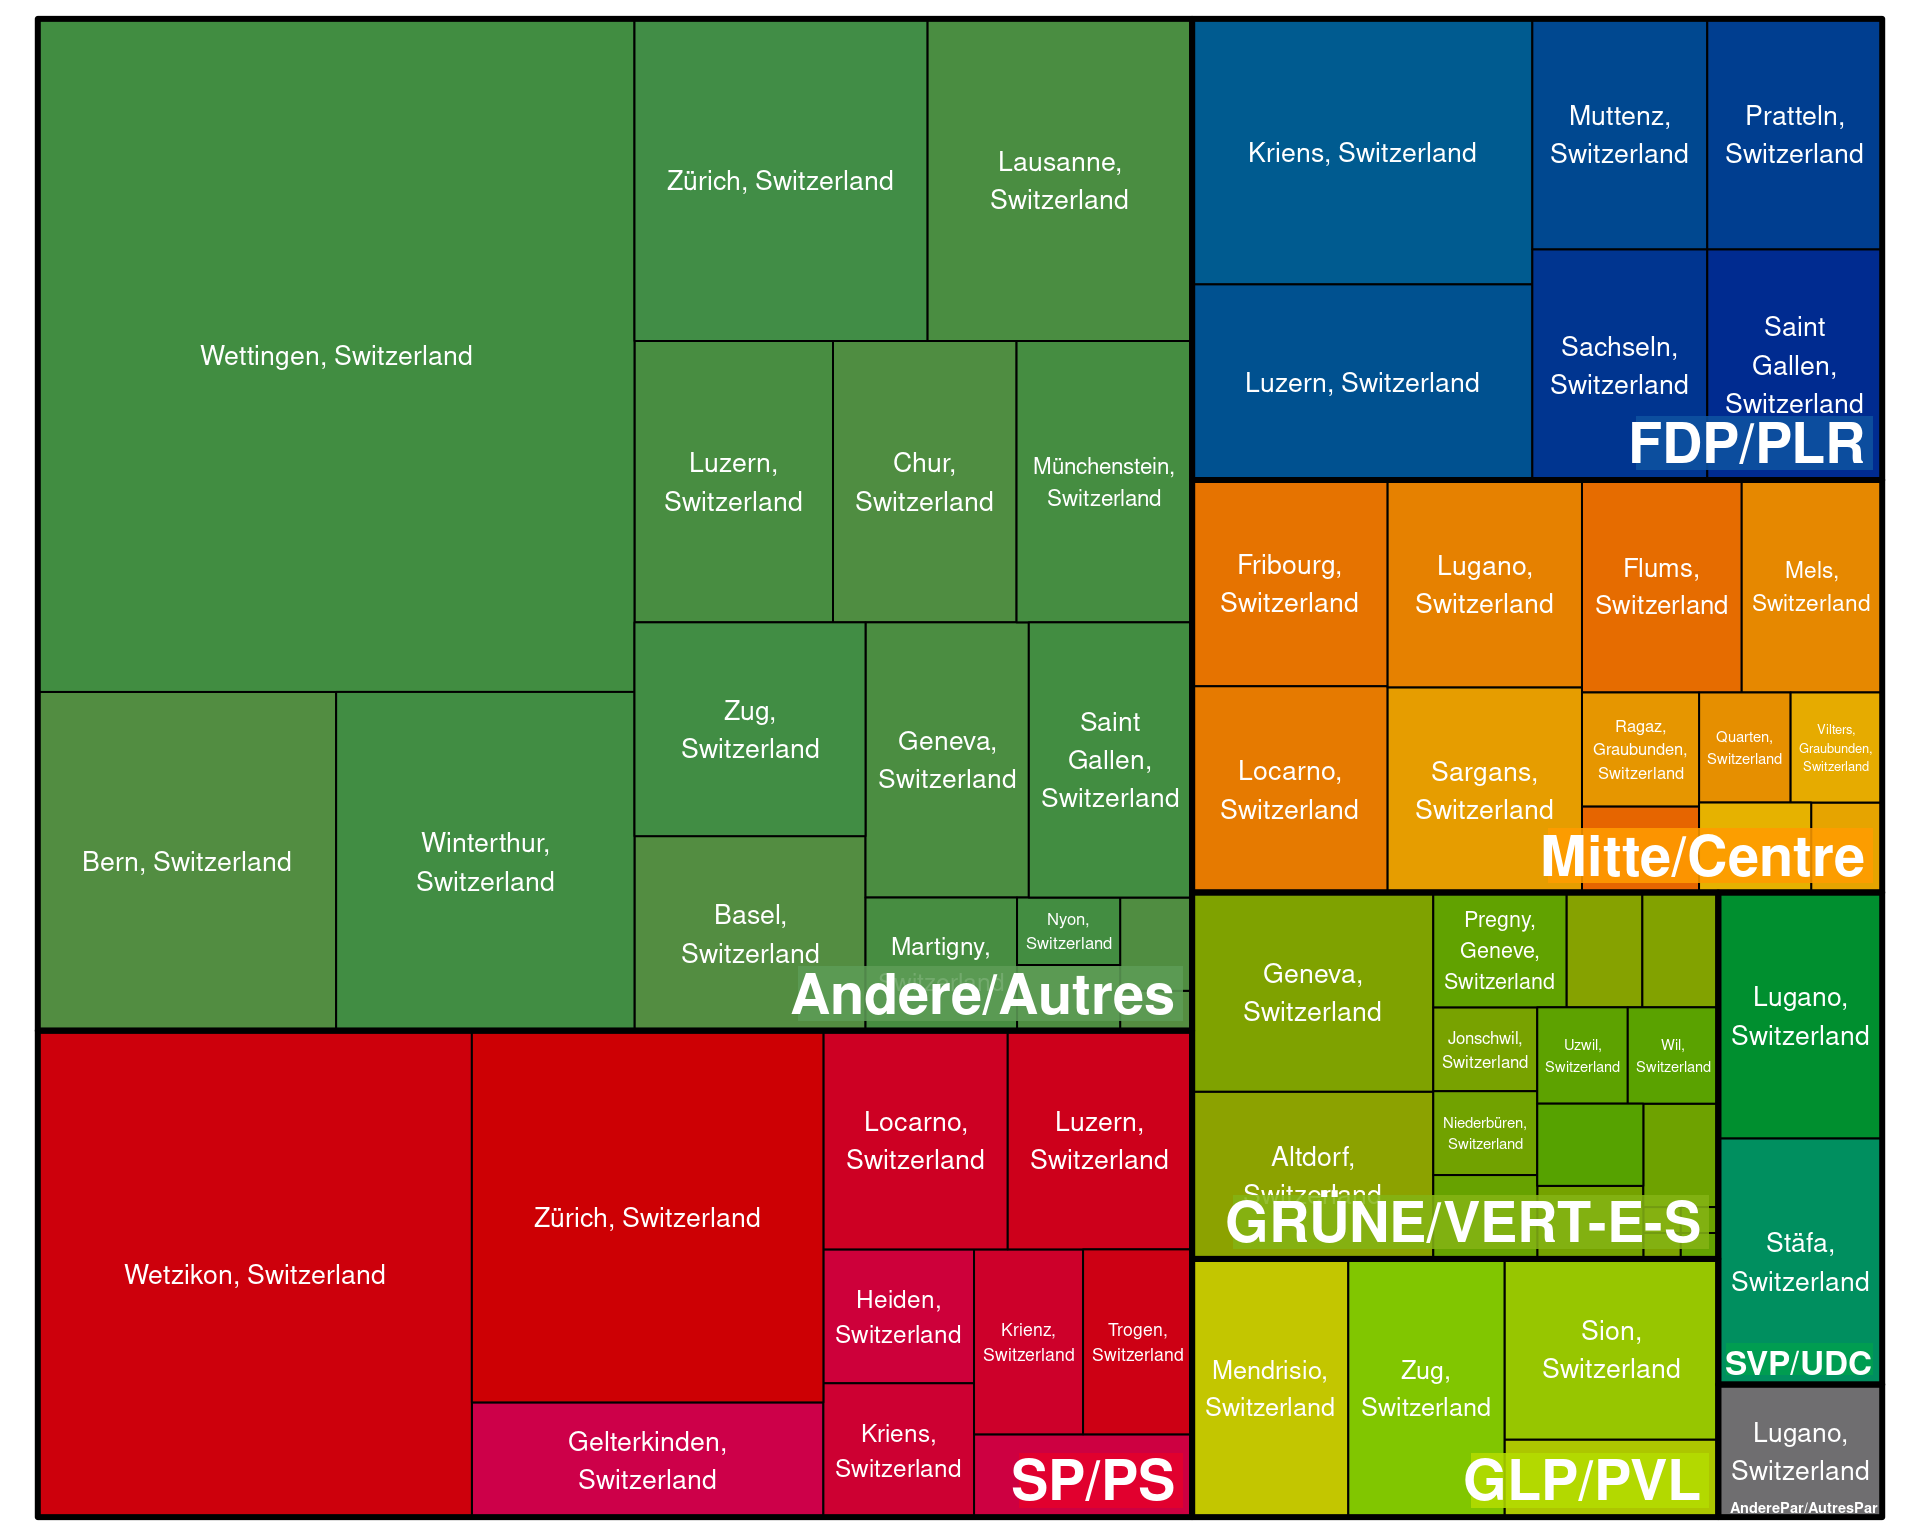 Wettingen, Switzerland
Zürich, Switzerland
Lausanne,
Switzerland
Luzern,
Switzerland
Chur,
Switzerland
Münchenstein,
Switzerland
Bern, Switzerland
Winterthur,
Switzerland
Zug,
Switzerland
Geneva,
Switzerland
Saint
Gallen,
Switzerland
Basel,
Switzerland
Martigny,
Switzerland
Nyon,
Switzerland
Andere/Autres
Kriens, Switzerland
Muttenz,
Switzerland
Pratteln,
Switzerland
Luzern, Switzerland
Sachseln,
Switzerland
Saint
Gallen,
Switzerland
FDP/PLR
Fribourg,
Switzerland
Lugano,
Switzerland
Flums,
Switzerland
Mels,
Switzerland
Locarno,
Switzerland
Sargans,
Switzerland
Ragaz,
Graubunden,
Switzerland
Quarten,
Switzerland
Vilters,
Graubunden,
Switzerland
Mitte/Centre
Wetzikon, Switzerland
Zürich, Switzerland
Gelterkinden,
Switzerland
Locarno,
Switzerland
Luzern,
Switzerland
Heiden,
Switzerland
Krienz,
Switzerland
Trogen,
Switzerland
Kriens,
Switzerland
SP/PS
Geneva,
Switzerland
Pregny,
Geneve,
Switzerland
Jonschwil,
Switzerland
Uzwil,
Switzerland
Wil,
Switzerland
Niederbüren,
Switzerland
Altdorf,
Switzerland
GRÜNE/VERT-E-S
Mendrisio,
Switzerland
Zug,
Switzerland
Sion,
Switzerland
GLP/PVL
Lugano,
Switzerland
Stäfa,
Switzerland
SVP/UDC
Lugano,
Switzerland
AnderePar/AutresPar